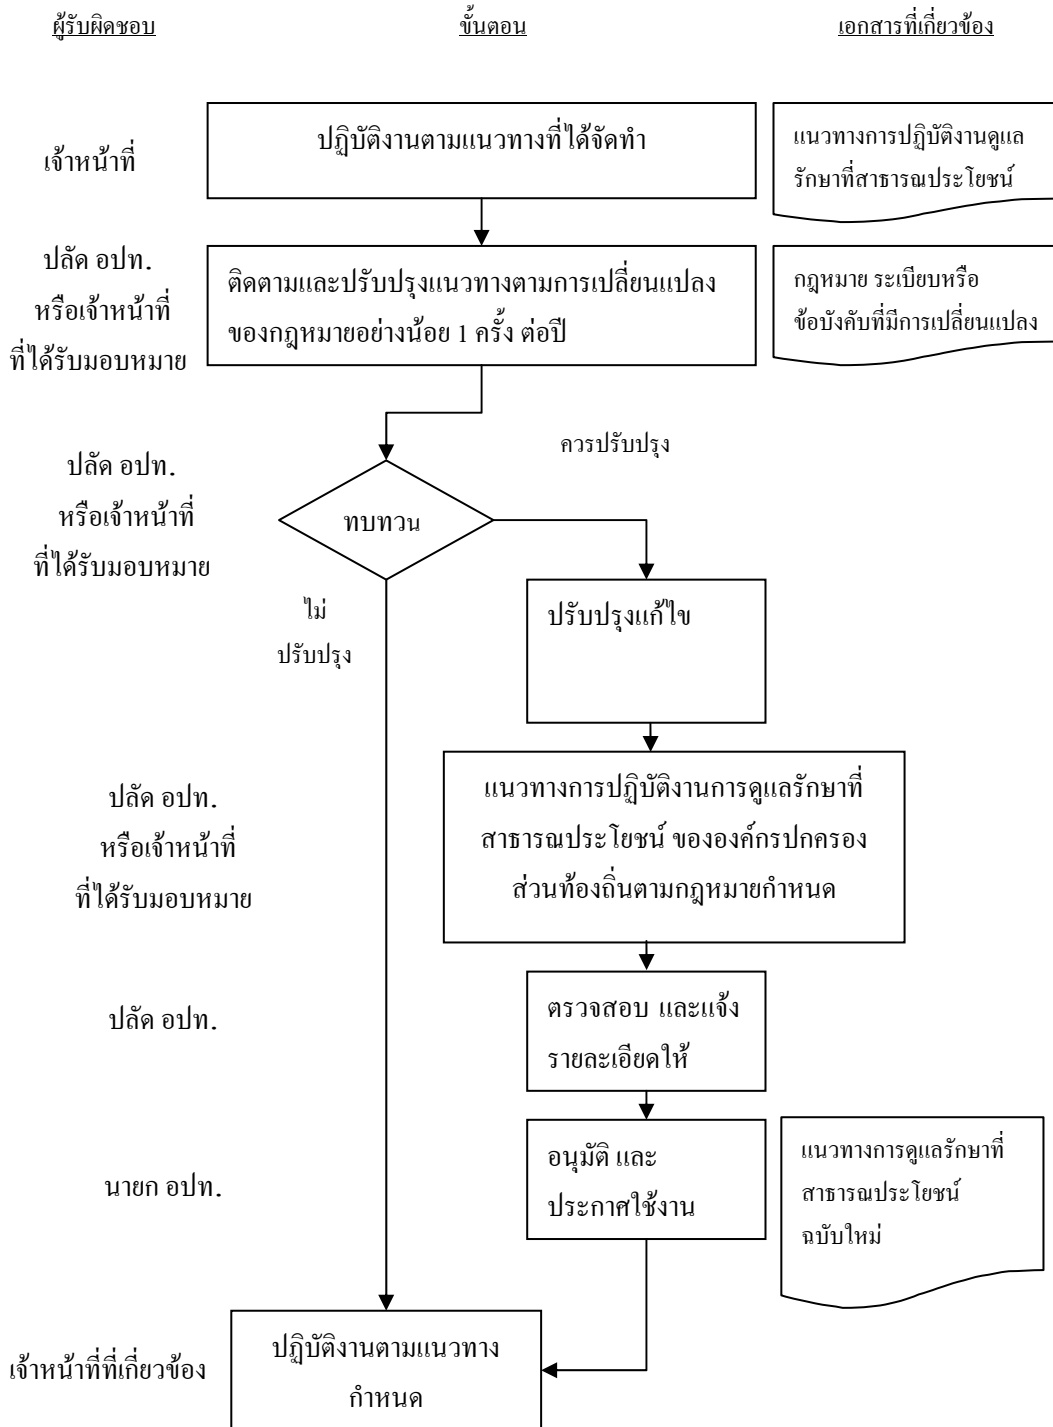 ผู้รับผิดชอบ
ขั้นตอน
เอกสารที่เกี่ยวข้อง
เจ้าหน้าที่
ปฏิบัติงานตามแนวทางที่ได้จัดทำ
แนวทางการปฏิบัติงานดูแล
รักษาที่สาธารณประโยชน์
ปลัด อปท.
หรือเจ้าหน้าที่
ที่ได้รับมอบหมาย
ติดตามและปรับปรุงแนวทางตามการเปลี่ยนแปลง
ของกฎหมายอย่างน้อย 1 ครั้ง ต่อปี
กฎหมาย ระเบียบหรือ
ข้อบังคับที่มีการเปลี่ยนแปลง
ปลัด อปท.
หรือเจ้าหน้าที่
ที่ได้รับมอบหมาย
ทบทวน
ควรปรับปรุง
ไม่
ปรับปรุง
ปรับปรุงแก้ไข
ปลัด อปท.
หรือเจ้าหน้าที่
ที่ได้รับมอบหมาย
แนวทางการปฏิบัติงานการดูแลรักษาที่
สาธารณประโยชน์ ขององค์กรปกครอง
ส่วนท้องถิ่นตามกฎหมายกำหนด
ปลัด อปท.
ตรวจสอบ และแจ้ง
รายละเอียดให้
นายก อปท.
อนุมัติ และ
ประกาศใช้งาน
แนวทางการดูแลรักษาที่
สาธารณประโยชน์
ฉบับใหม่
เจ้าหน้าที่ที่เกี่ยวข้อง
ปฏิบัติงานตามแนวทาง
กำหนด